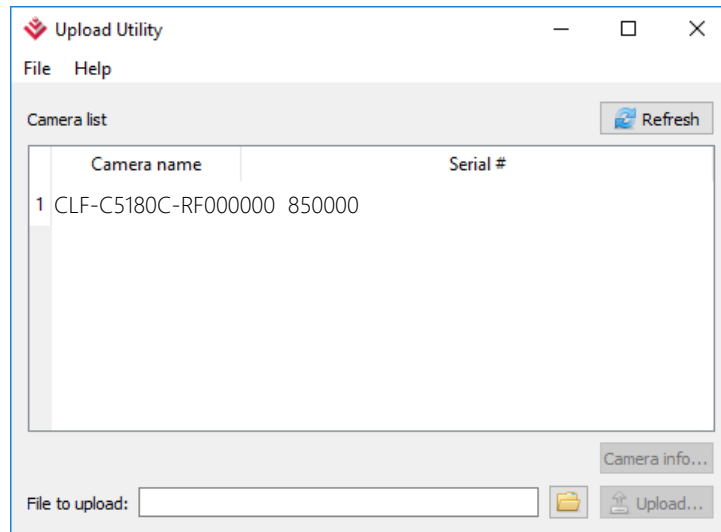 Upload Utility
File Help
Camera list
Refresh
Camera name Serial #
1 CLF-C5180C-RF000000 850000
Camera info...
File to upload:
Upload...